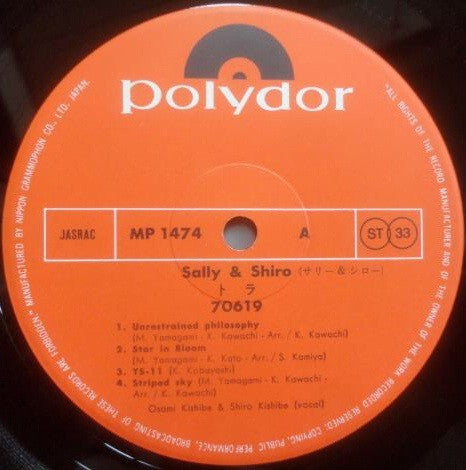 polydor
JASRAC
MP 1474
A
ST 33
Sally & Shiro (サリー&シロー)
トラ
70619
1. Unrestrained philosophy
(M. Yamagami - K. Kawachi - Arr. / K. Kawachi)
2. Star in Bloom
(M. Yamagami - K. Kato - Arr. / S. Kamiya)
3. YS-11 (K. Kobayashi)
4. Striped sky (M. Yamagami - K. Kawachi -
Arr. / K. Kawachi)
Osami Kishibe & Shiro Kishibe (vocal)
MANUFACTURED BY NIPPON GRAMMOPHON CO., LTD. JAPAN.
"ALL RIGHTS OF THE RECORD MANUFACTURER AND OF THE OWNER OF THE WORK RESERVED: COPYING, PUBLIC PERFORMANCE, BROADCASTING OF THESE RECORDS ARE FORBIDDEN"